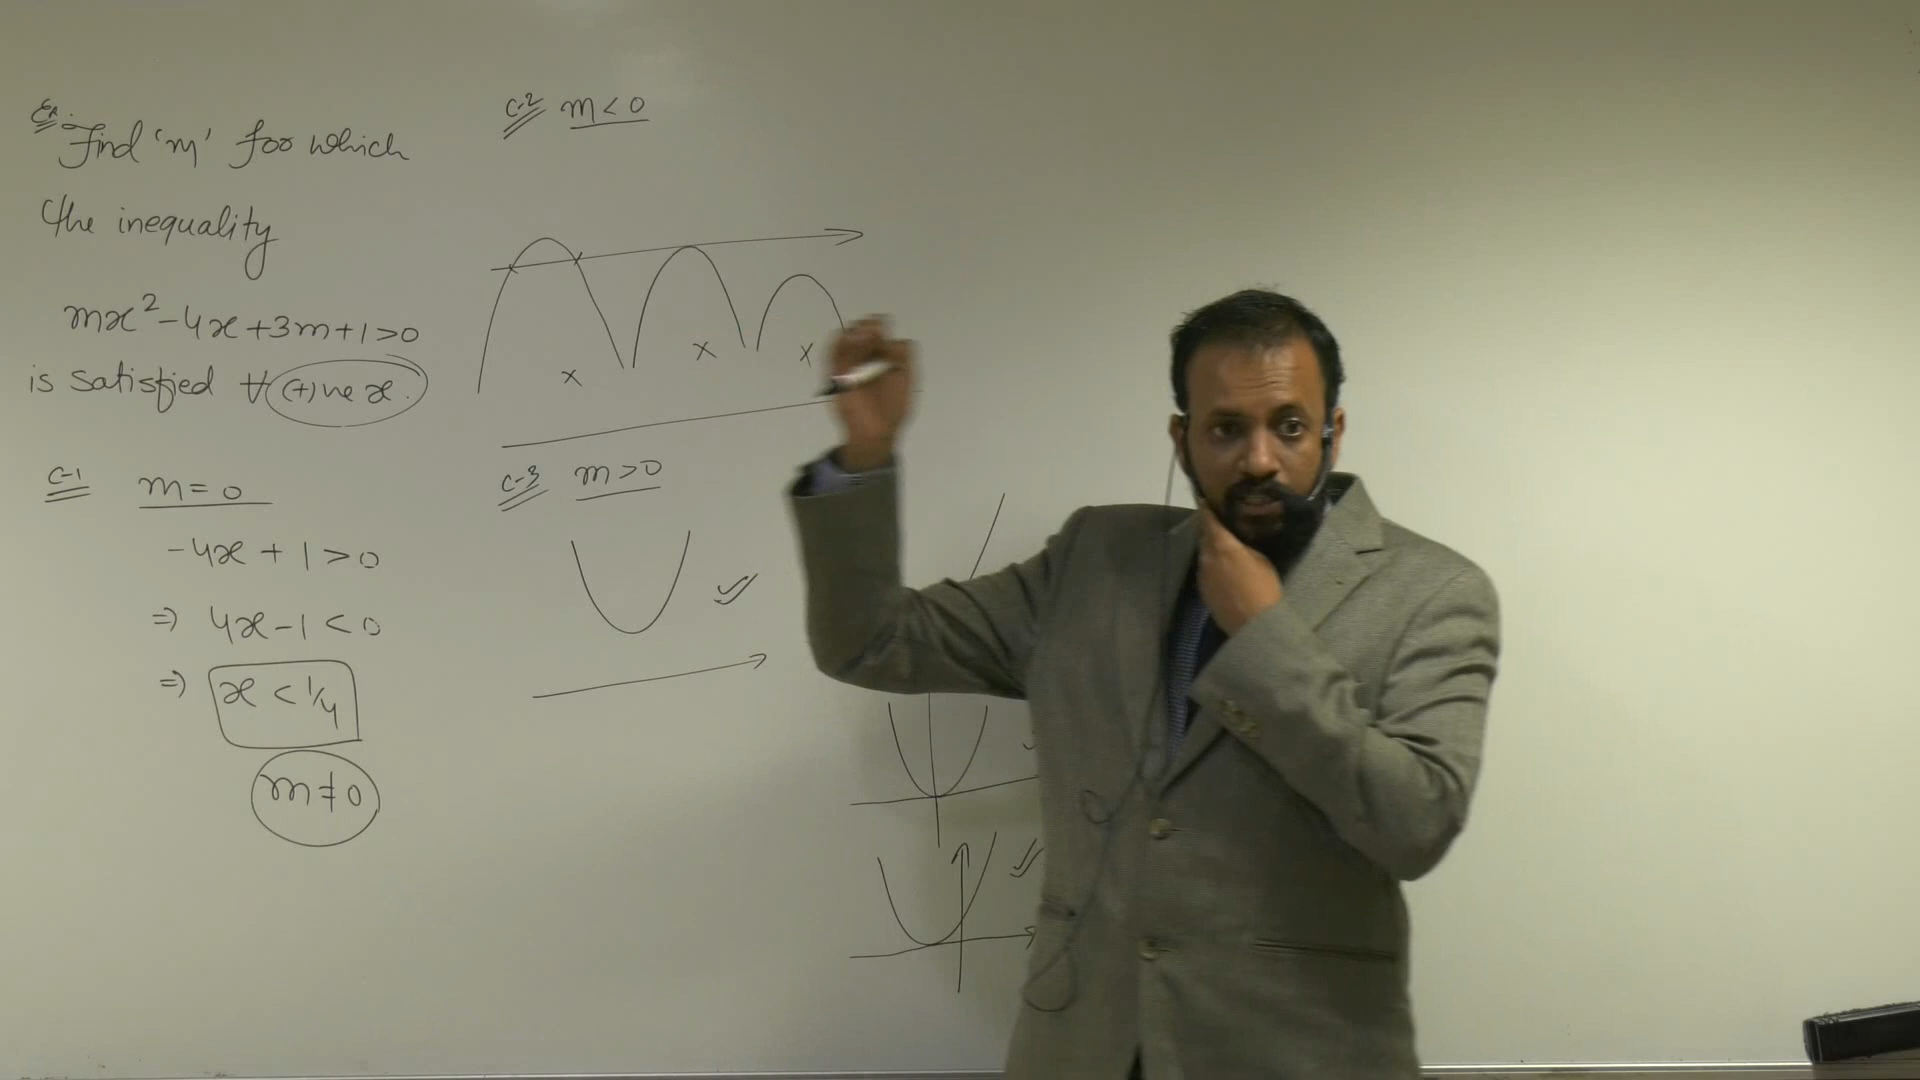 Ex:
Find 'm' for which
the inequality
mx²-4x+3m+1>0
is satisfied ∀ (+)ve x.
C-1 m=0
-4x+1>0
⇒ 4x-1<0
⇒ x<1/4
m≠0
C-2 m<0
C-3 m>0